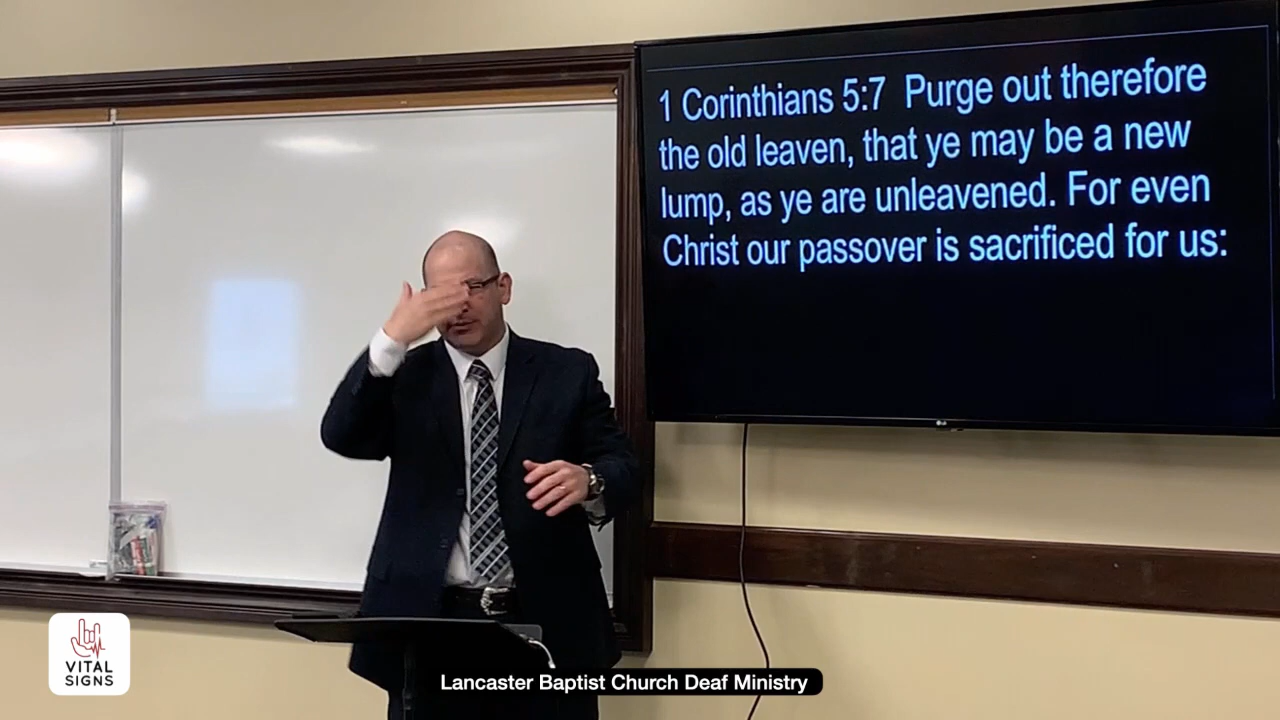 1 Corinthians 5:7  Purge out therefore
the old leaven, that ye may be a new
lump, as ye are unleavened. For even
Christ our passover is sacrificed for us:
LG
VITAL
SIGNS
Lancaster Baptist Church Deaf Ministry